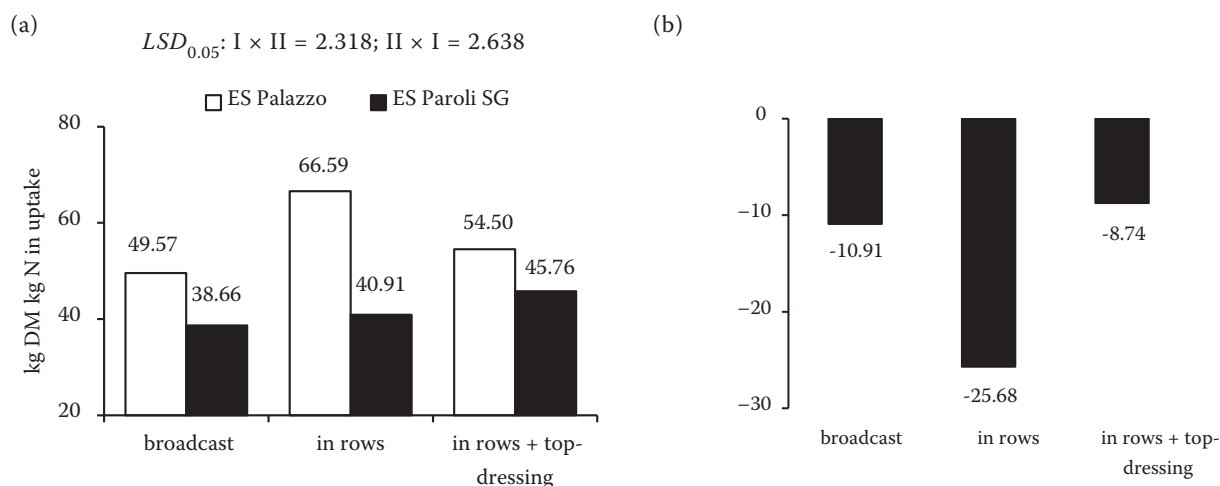 (a)
LSD0.05: I × II = 2.318; II × I = 2.638
ES Palazzo ES Paroli SG
kg DM kg N in uptake
80
60
40
20
49.57
38.66
66.59
40.91
54.50
45.76
broadcast
in rows
in rows + top-
dressing
(b)
0
−10
−20
−30
-10.91
-25.68
-8.74
broadcast
in rows
in rows + top-
dressing